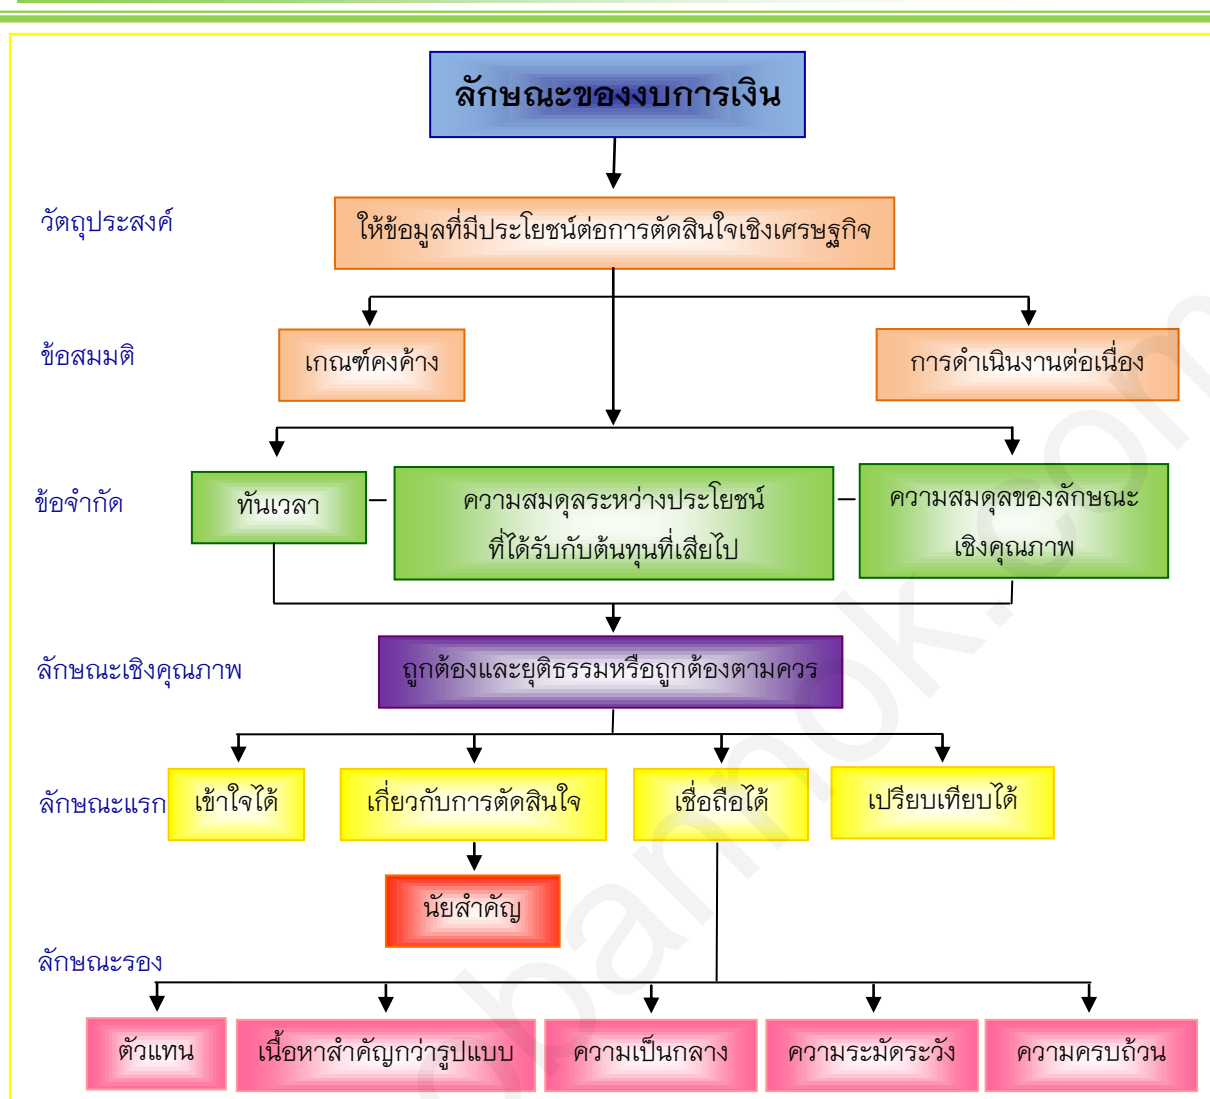 ลักษณะของงบการเงิน
วัตถุประสงค์
ให้ข้อมูลที่มีประโยชน์ต่อการตัดสินใจเชิงเศรษฐกิจ
ข้อสมมติ
เกณฑ์คงค้าง
การดำเนินงานต่อเนื่อง
ข้อจำกัด
ทันเวลา
ความสมดุลระหว่างประโยชน์
ที่ได้รับกับต้นทุนที่เสียไป
ความสมดุลของลักษณะ
เชิงคุณภาพ
ลักษณะเชิงคุณภาพ
ถูกต้องและยุติธรรมหรือถูกต้องตามควร
ลักษณะแรก
เข้าใจได้
เกี่ยวกับการตัดสินใจ
เชื่อถือได้
เปรียบเทียบได้
นัยสำคัญ
ลักษณะรอง
ตัวแทน
เนื้อหาสำคัญกว่ารูปแบบ
ความเป็นกลาง
ความระมัดระวัง
ความครบถ้วน